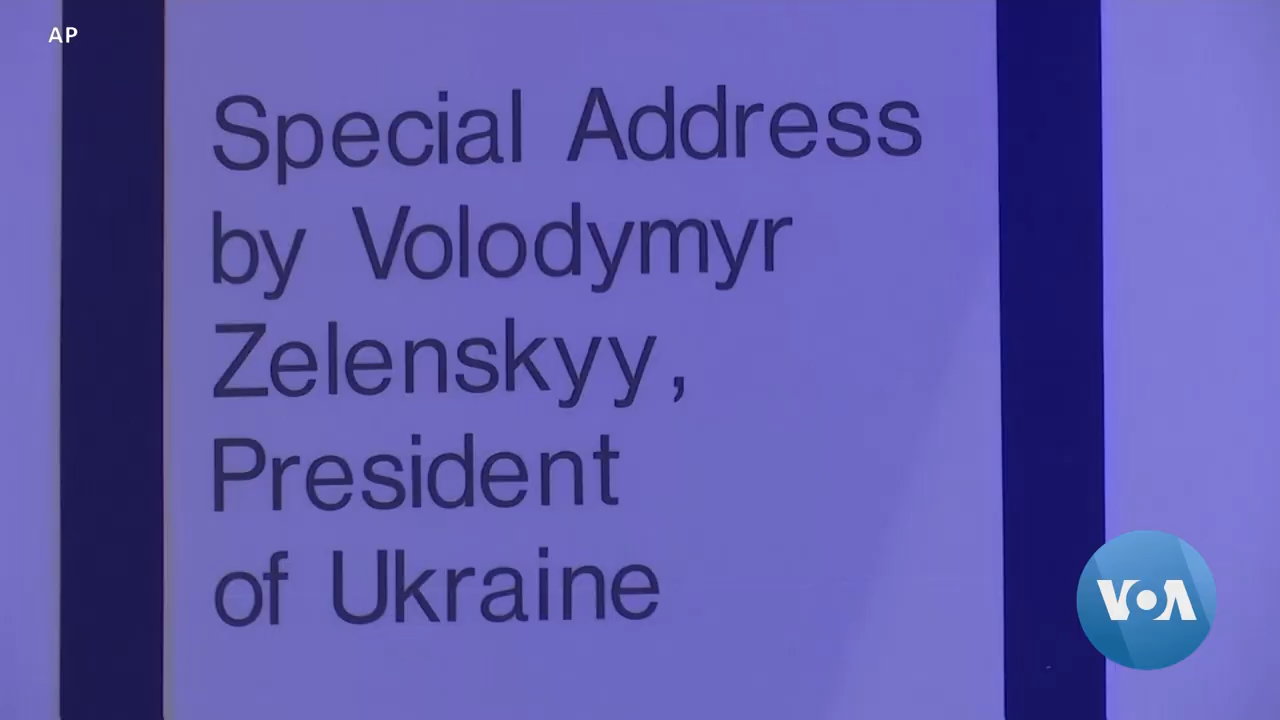 AP
Special Address
by Volodymyr
Zelenskyy,
President
of Ukraine
VOA